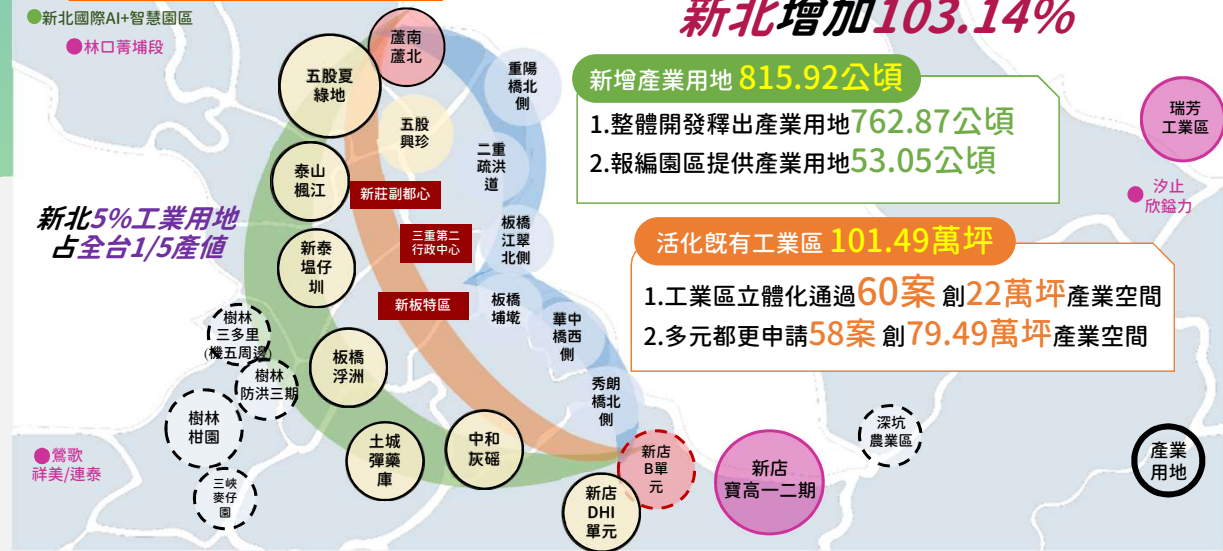 新北國際AI+智慧園區
林口菁埔段
新北增加103.14%
新增產業用地 815.92公頃
1.整體開發釋出產業用地762.87公頃
2.報編園區提供產業用地53.05公頃
活化既有工業區 101.49萬坪
1.工業區立體化通過60案 創22萬坪產業空間
2.多元都更申請58案 創79.49萬坪產業空間
新北5%工業用地
占全台1/5產值
蘆南
蘆北
五股夏
綠地
重陽
橋北
側
五股
興珍
二重
疏洪
道
泰山
楓江
新莊副都心
三重第二
行政中心
板橋
江翠
北側
新泰
塭仔
圳
新板特區
板橋
埔墘
華中
橋西
側
樹林
三多里
(機五周邊)
樹林
防洪三期
板橋
浮洲
秀朗
橋北
側
樹林
柑園
土城
彈藥
庫
中和
灰磘
新店
B單
元
新店
DHI
單元
新店
寶高一二期
深坑
農業區
鶯歌
祥美/連泰
三峽
麥仔
園
瑞芳
工業區
汐止
欣鎰力
產業
用地